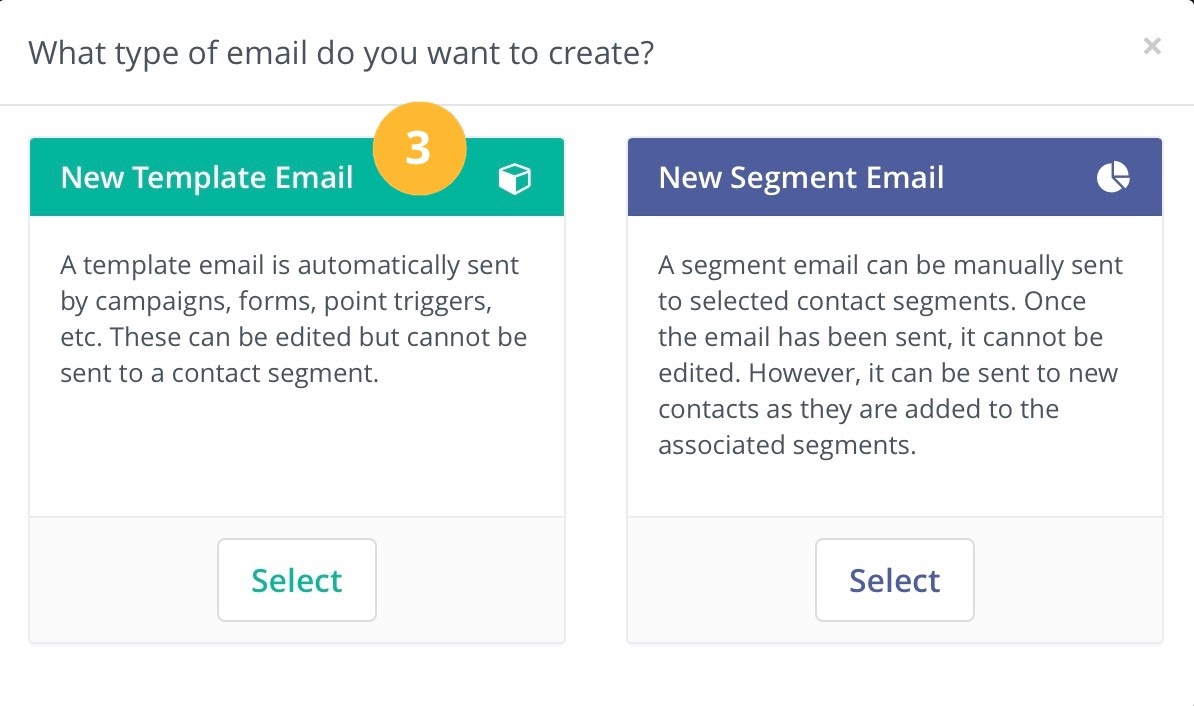 What type of email do you want to create?
×
3
New Template Email
A template email is automatically sent
by campaigns, forms, point triggers,
etc. These can be edited but cannot be
sent to a contact segment.
Select
New Segment Email
A segment email can be manually sent
to selected contact segments. Once
the email has been sent, it cannot be
edited. However, it can be sent to new
contacts as they are added to the
associated segments.
Select